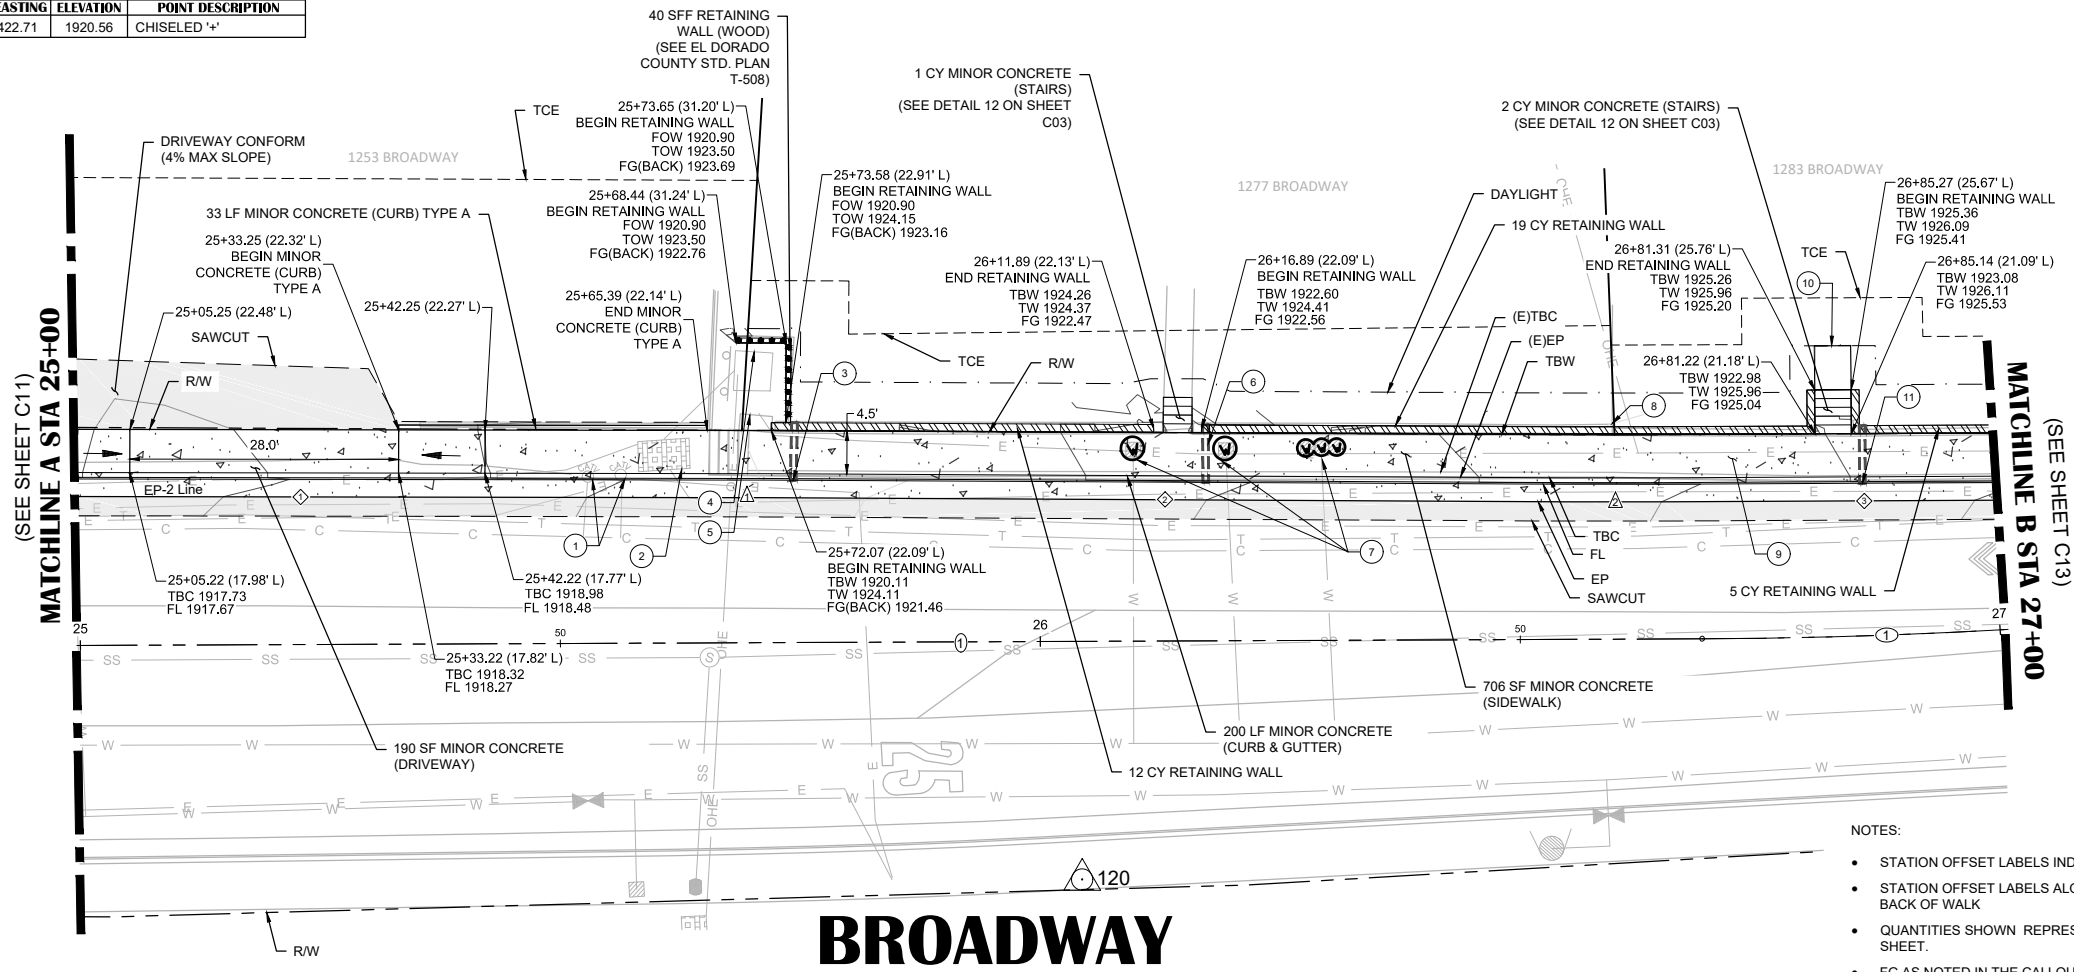 EASTING ELEVATION POINT DESCRIPTION
422.71 1920.56 CHISELED '+'
40 SFF RETAINING
WALL (WOOD)
(SEE EL DORADO
COUNTY STD. PLAN
T-508)
1 CY MINOR CONCRETE
(STAIRS)
(SEE DETAIL 12 ON SHEET
C03)
2 CY MINOR CONCRETE (STAIRS)
(SEE DETAIL 12 ON SHEET C03)
TCE
25+73.65 (31.20' L)
BEGIN RETAINING WALL
FOW 1920.90
TOW 1923.50
FG(BACK) 1923.69
DRIVEWAY CONFORM
(4% MAX SLOPE)
1253 BROADWAY
1277 BROADWAY
1283 BROADWAY
25+73.58 (22.91' L)
BEGIN RETAINING WALL
FOW 1920.90
TOW 1924.15
FG(BACK) 1923.16
25+68.44 (31.24' L)
BEGIN RETAINING WALL
FOW 1920.90
TOW 1923.50
FG(BACK) 1922.76
33 LF MINOR CONCRETE (CURB) TYPE A
25+33.25 (22.32' L)
BEGIN MINOR
CONCRETE (CURB)
TYPE A
DAYLIGHT
19 CY RETAINING WALL
26+85.27 (25.67' L)
BEGIN RETAINING WALL
TBW 1925.36
TW 1926.09
FG 1925.41
26+81.31 (25.76' L)
END RETAINING WALL
TBW 1925.26
TW 1925.96
FG 1925.20
TCE
26+85.14 (21.09' L)
TBW 1923.08
TW 1926.11
FG 1925.53
26+11.89 (22.13' L)
END RETAINING WALL
TBW 1924.26
TW 1924.37
FG 1922.47
26+16.89 (22.09' L)
BEGIN RETAINING WALL
TBW 1922.60
TW 1924.41
FG 1922.56
25+05.25 (22.48' L)
25+42.25 (22.27' L)
25+65.39 (22.14' L)
END MINOR
CONCRETE (CURB)
TYPE A
SAWCUT
R/W
TCE
R/W
(E)TBC
(E)EP
TBW
26+81.22 (21.18' L)
TBW 1922.98
TW 1925.96
FG 1925.04
10
3
6
8
11
4.5'
28.0'
EP-2 Line
1
2
4
5
7
9
1
1
2
2
3
(SEE SHEET C11)
MATCHLINE A STA 25+00
MATCHLINE B STA 27+00
(SEE SHEET C13)
TBC
FL
EP
SAWCUT
5 CY RETAINING WALL
25+05.22 (17.98' L)
TBC 1917.73
FL 1917.67
25+42.22 (17.77' L)
TBC 1918.98
FL 1918.48
25+72.07 (22.09' L)
BEGIN RETAINING WALL
TBW 1920.11
TW 1924.11
FG(BACK) 1921.46
25
50
26
50
27
1
1
25+33.22 (17.82' L)
TBC 1918.32
FL 1918.27
706 SF MINOR CONCRETE
(SIDEWALK)
200 LF MINOR CONCRETE
(CURB & GUTTER)
190 SF MINOR CONCRETE
(DRIVEWAY)
12 CY RETAINING WALL
25
120
R/W
BROADWAY
NOTES:
• STATION OFFSET LABELS IND
• STATION OFFSET LABELS ALO
BACK OF WALK
• QUANTITIES SHOWN REPRES
SHEET.